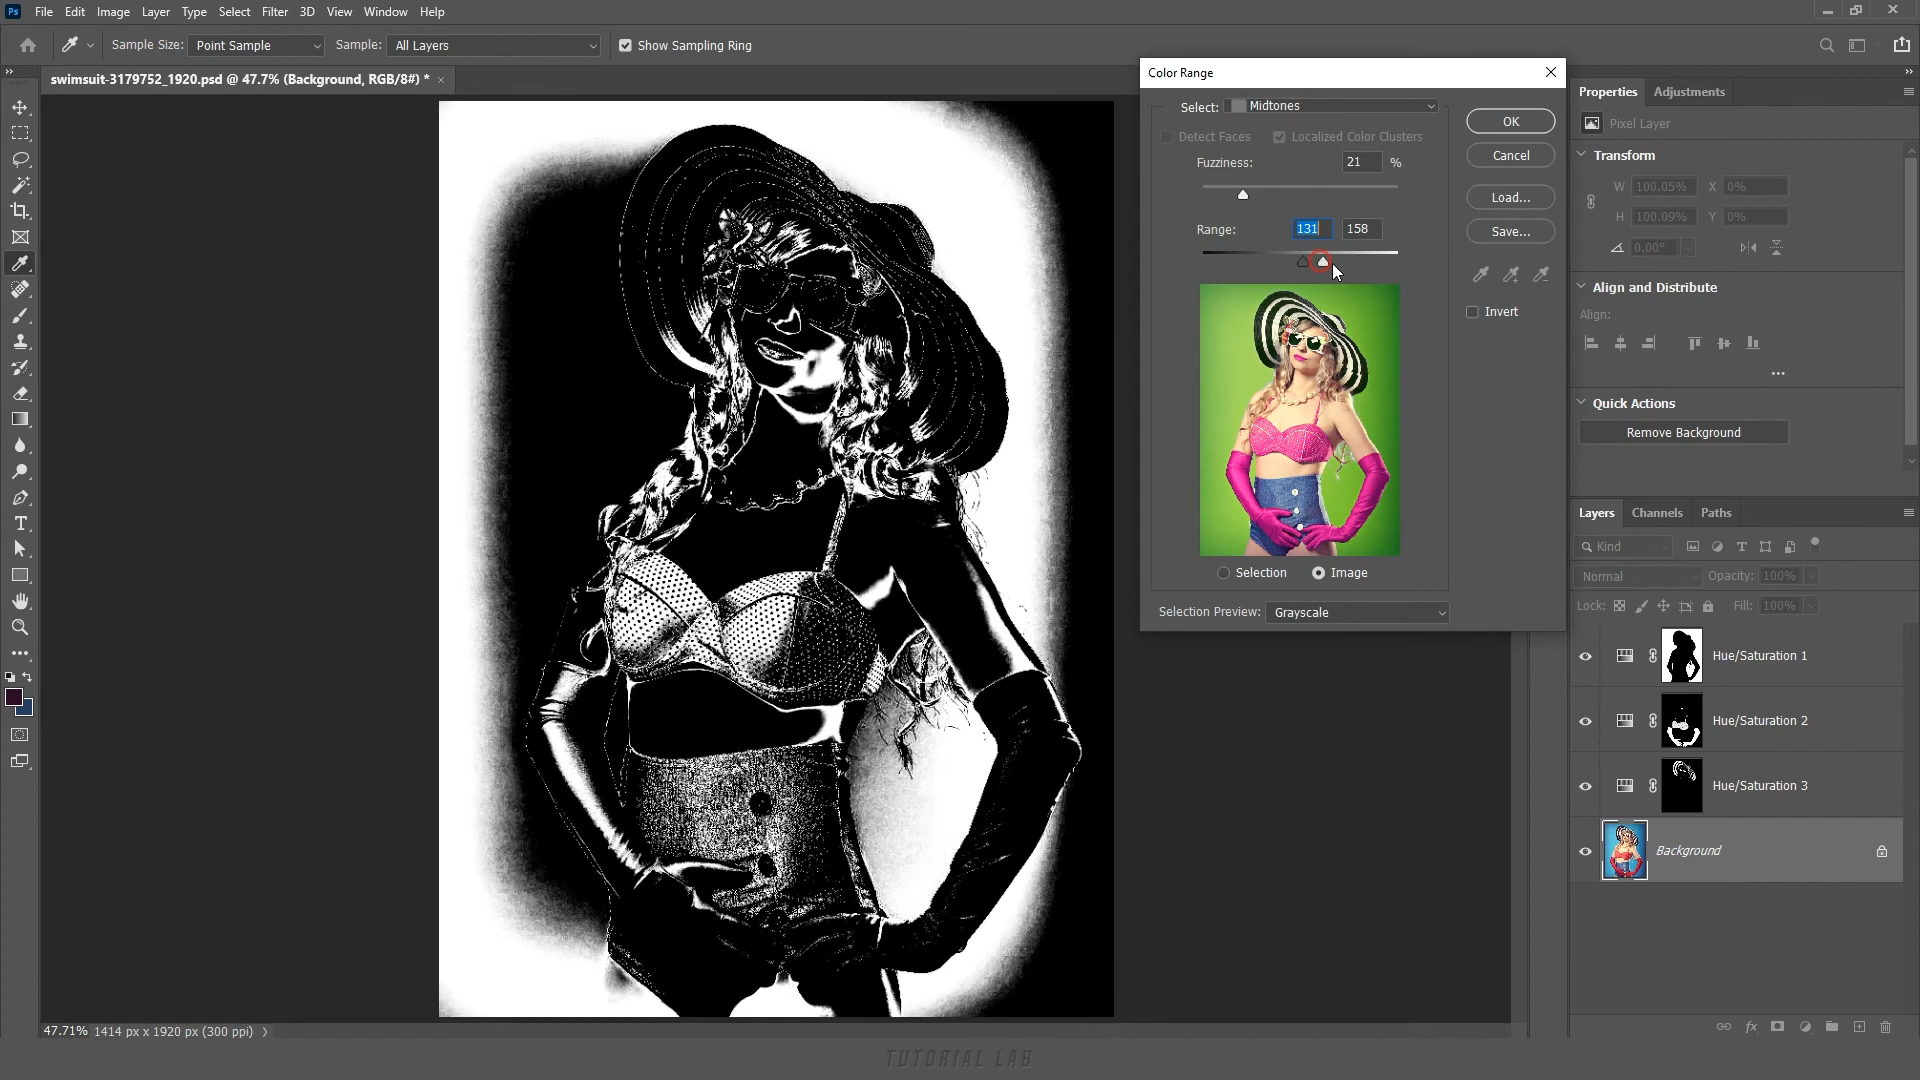 Ps File Edit Image Layer Type Select Filter 3D View Window Help
Sample Size: Point Sample Sample: All Layers Show Sampling Ring
swimsuit-3179752_1920.psd @ 47.7% (Background, RGB/8#) * ×
Color Range
Select: Midtones
OK
Detect Faces Localized Color Clusters
Cancel
Fuzziness: 21 %
Load...
Range: 131 158
Save...
Invert
Selection Image
Selection Preview: Grayscale
Properties Adjustments
Pixel Layer
Transform
W 100.05% X 0%
H 100.09% Y 0%
0.00°
Align and Distribute
Align:
Quick Actions
Remove Background
Layers Channels Paths
Kind
Normal Opacity: 100%
Lock: Fill: 100%
Hue/Saturation 1
Hue/Saturation 2
Hue/Saturation 3
Background
fx
47.71% 1414 px x 1920 px (300 ppi)
TUTORIAL LAB